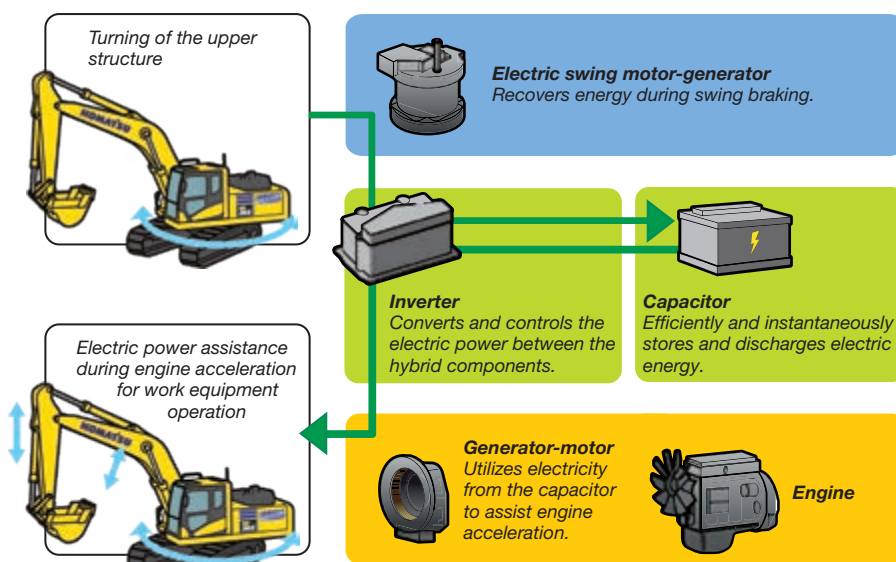 Turning of the upper
structure
KOMATSU
Electric swing motor-generator
Recovers energy during swing braking.
Inverter
Converts and controls the
electric power between the
hybrid components.
Capacitor
Efficiently and instantaneously
stores and discharges electric
energy.
Electric power assistance
during engine acceleration
for work equipment
operation
KOMATSU
Generator-motor
Utilizes electricity
from the capacitor
to assist engine
acceleration.
Engine